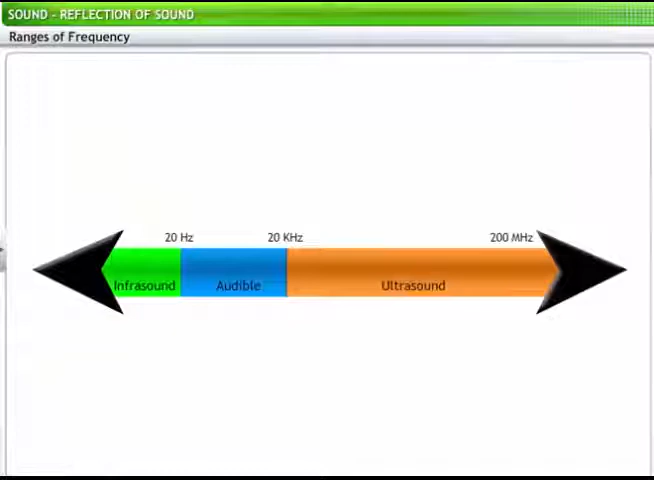 SOUND - REFLECTION OF SOUND
Ranges of Frequency
20 Hz 20 KHz 200 MHz
Infrasound Audible Ultrasound